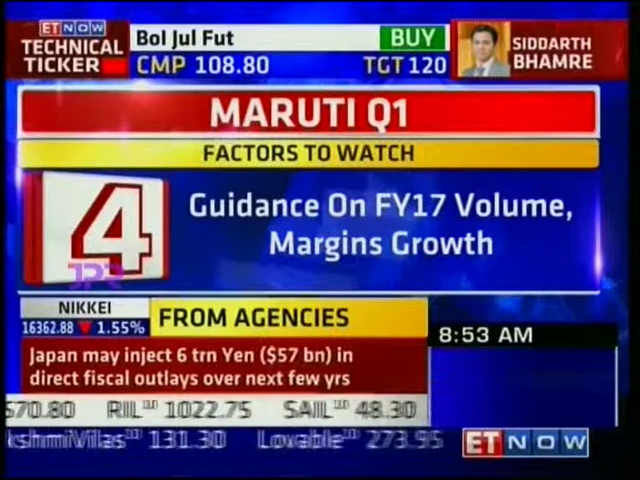 ET NOW
TECHNICAL
TICKER
Bol Jul Fut
BUY
CMP 108.80
TGT 120
SIDDARTH
BHAMRE
MARUTI Q1
FACTORS TO WATCH
4
Guidance On FY17 Volume,
Margins Growth
JPR
NIKKEI
16362.88 ▼ 1.55%
FROM AGENCIES
8:53 AM
Japan may inject 6 trn Yen ($57 bn) in
direct fiscal outlays over next few yrs
70.80 RIL 1022.75 SAIL 48.30
kshmiVilas 131.30 Lovable 273.95
ET NOW